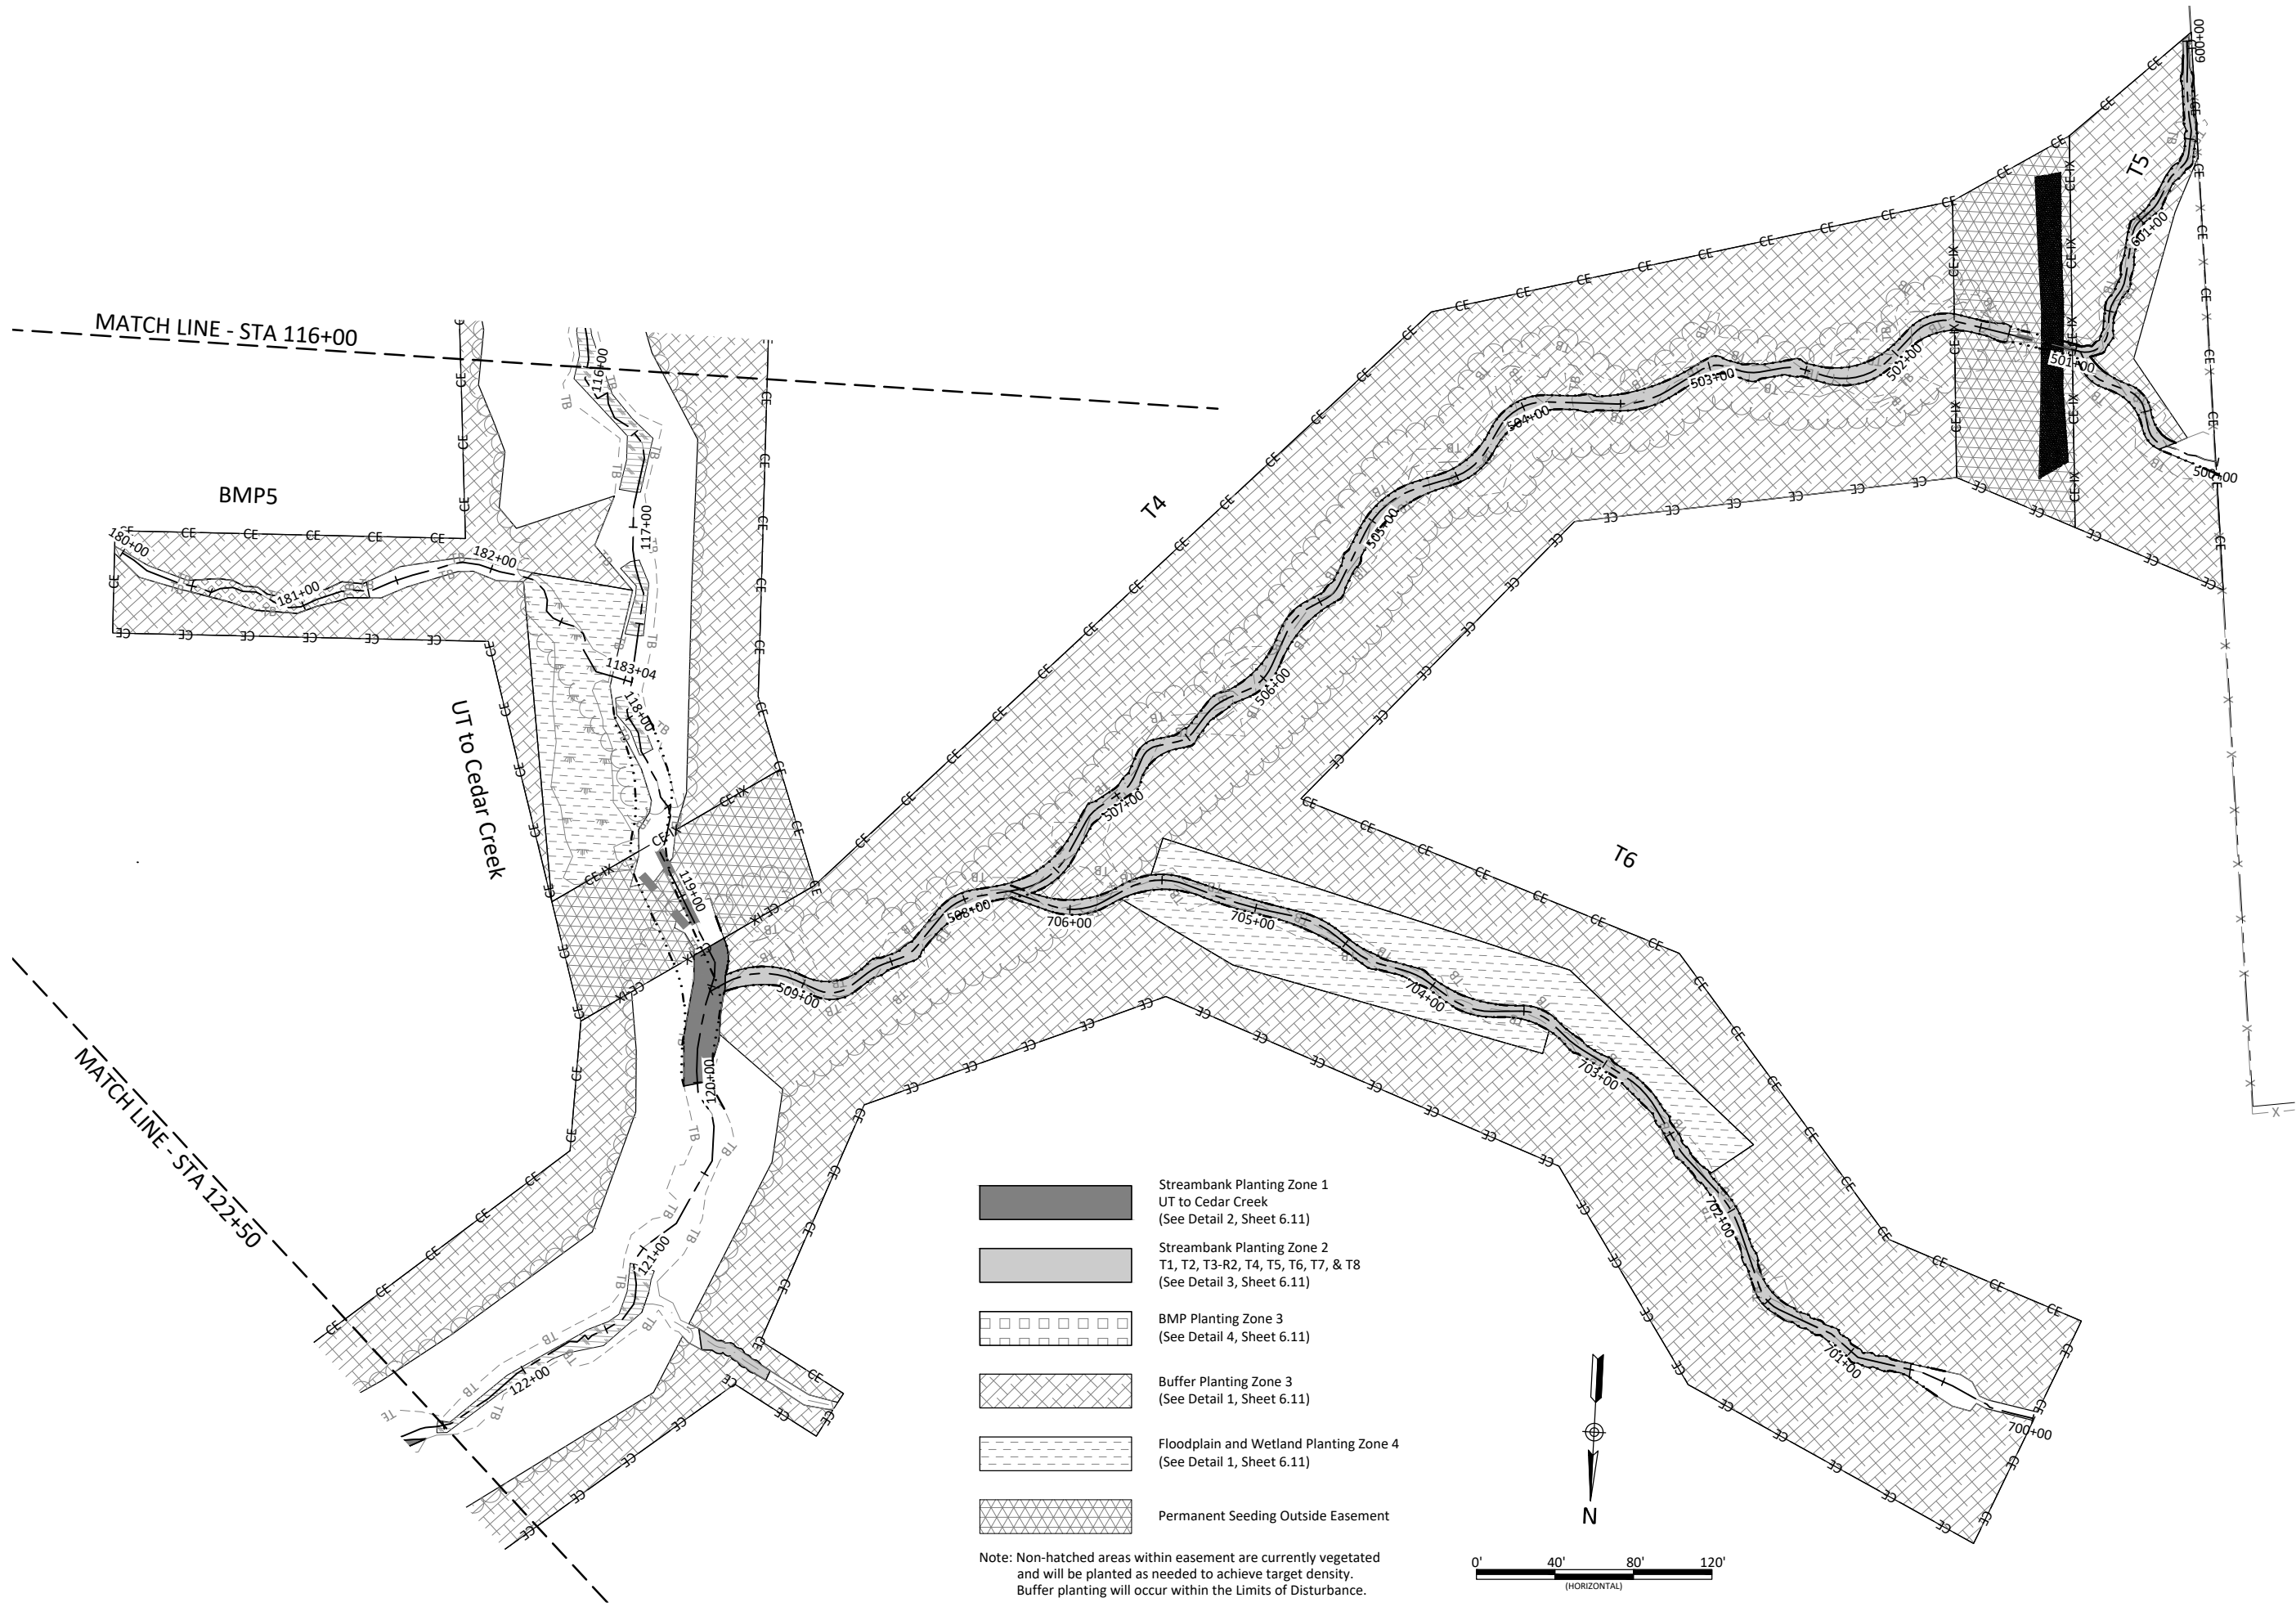 00+009
T5
601+00
MATCH LINE - STA 116+00
116+00
502+00
501+00
503+00
504+00
500+00
BMP5
T4
117+00
505+00
180+00
182+00
181+00
1183+04
506+00
118+00
UT to Cedar Creek
507+00
T6
119+00
508+00
706+00
705+00
509+00
704+00
703+00
120+00
MATCH LINE - STA 122+50
702+00
121+00
701+00
122+00
700+00
Streambank Planting Zone 1
UT to Cedar Creek
(See Detail 2, Sheet 6.11)
Streambank Planting Zone 2
T1, T2, T3-R2, T4, T5, T6, T7, & T8
(See Detail 3, Sheet 6.11)
BMP Planting Zone 3
(See Detail 4, Sheet 6.11)
Buffer Planting Zone 3
(See Detail 1, Sheet 6.11)
Floodplain and Wetland Planting Zone 4
(See Detail 1, Sheet 6.11)
Permanent Seeding Outside Easement
Note: Non-hatched areas within easement are currently vegetated
and will be planted as needed to achieve target density.
Buffer planting will occur within the Limits of Disturbance.
N
0' 40' 80' 120'
(HORIZONTAL)
CE
CE-IX
TB
X